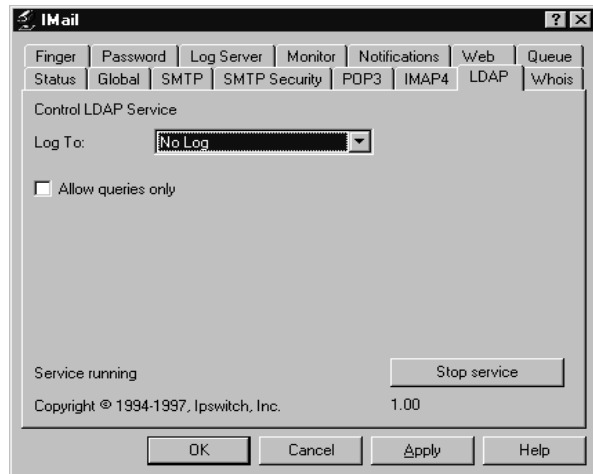 IMail
Finger Password Log Server Monitor Notifications Web Queue
Status Global SMTP SMTP Security POP3 IMAP4 LDAP Whois
Control LDAP Service
Log To: No Log
Allow queries only
Service running Stop service
Copyright © 1994-1997, Ipswitch, Inc. 1.00
OK Cancel Apply Help